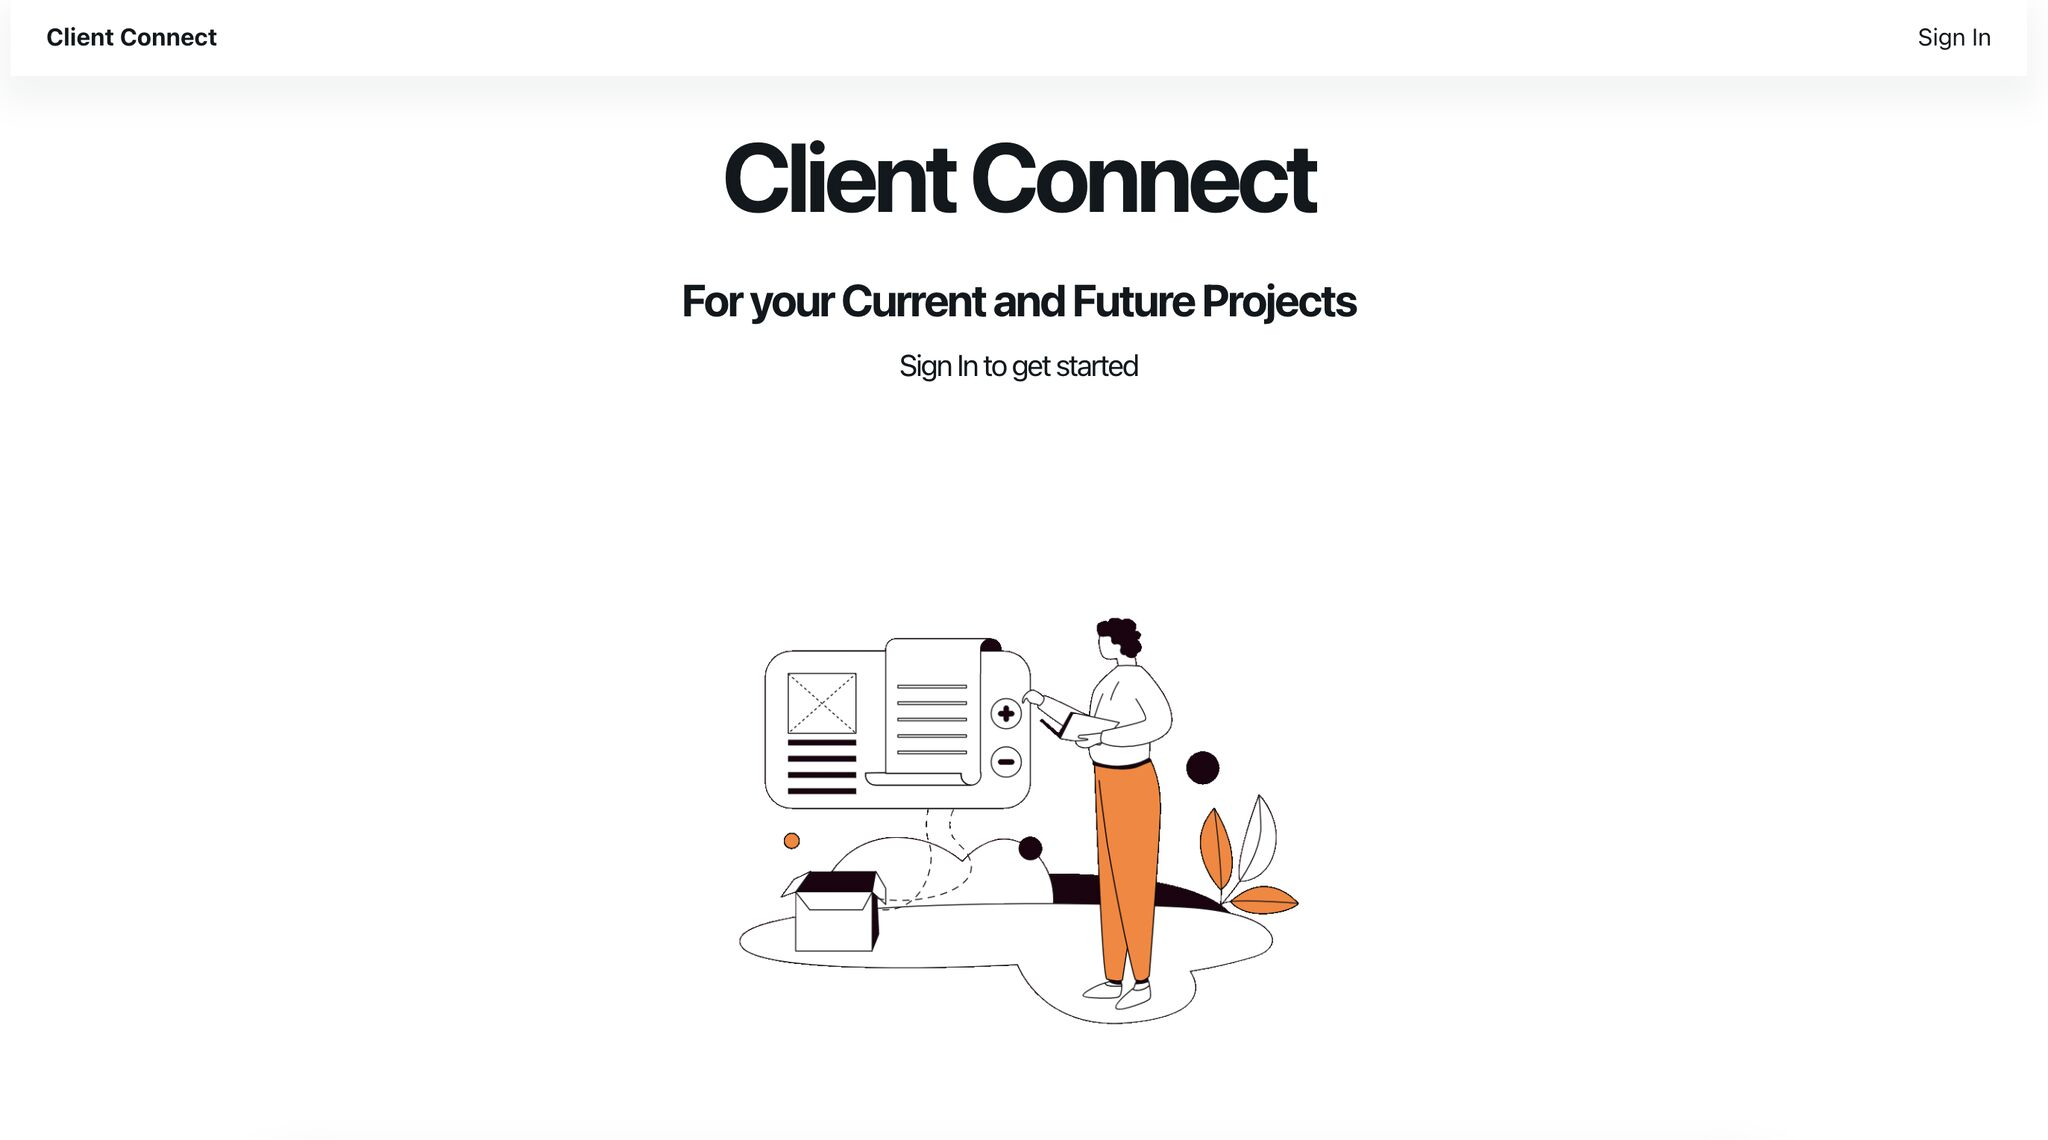 Client Connect
Sign In
Client Connect
For your Current and Future Projects
Sign In to get started